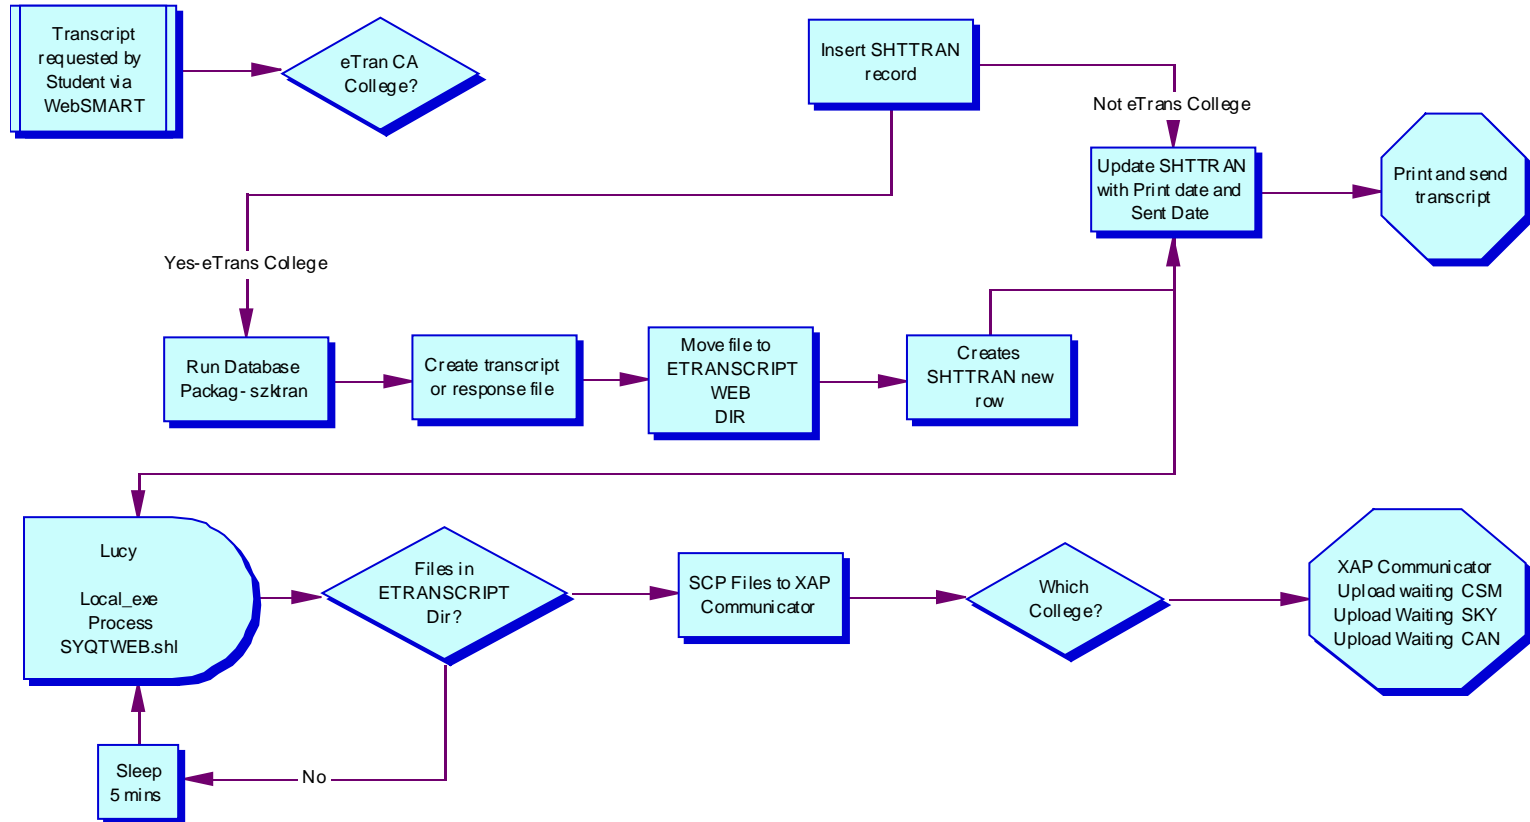 Transcript
requested by
Student via
WebSMART
eTran CA
College?
Insert SHTTRAN
record
Not eTrans College
Update SHTTRAN
with Print date and
Sent Date
Print and send
transcript
Yes-eTrans College
Run Database
Packag- szktran
Create transcript
or response file
Move file to
ETRANSCRIPT
WEB
DIR
Creates
SHTTRAN new
row
Lucy
Local_exe
Process
SYQTWEB.shl
Files in
ETRANSCRIPT
Dir?
SCP Files to XAP
Communicator
Which
College?
XAP Communicator
Upload waiting CSM
Upload Waiting SKY
Upload Waiting CAN
Sleep
5 mins
No